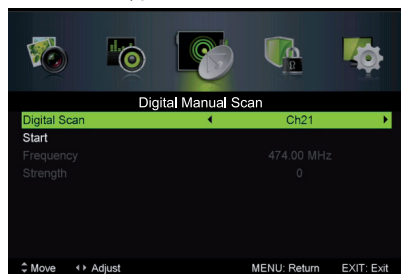 Digital Manual Scan
Digital Scan Ch21
Start
Frequency 474.00 MHz
Strength 0
Move Adjust MENU: Return EXIT: Exit